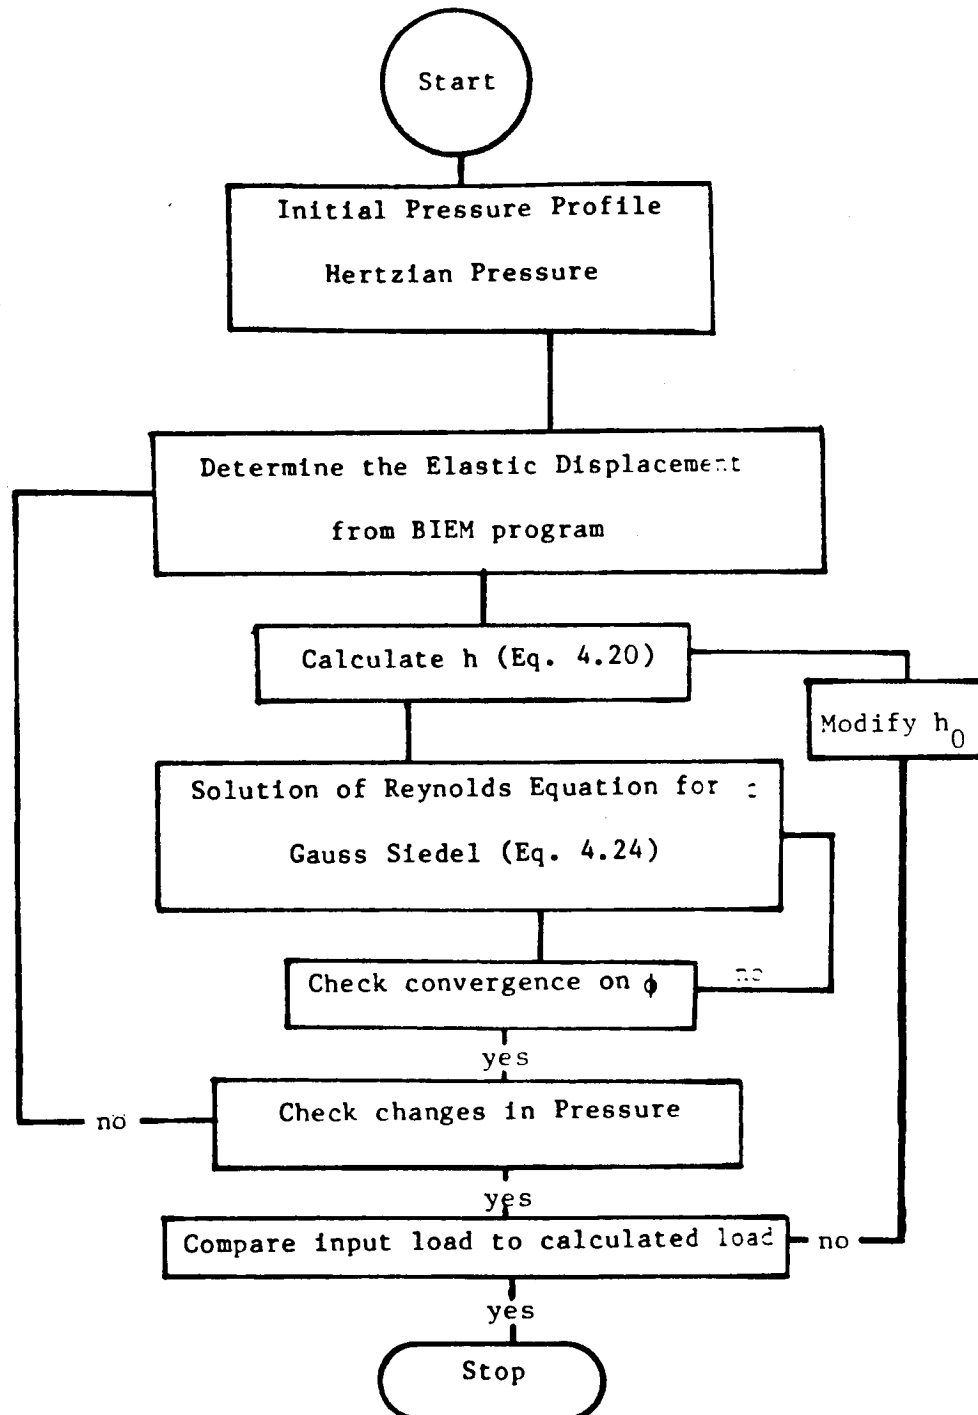 Start
Initial Pressure Profile
Hertzian Pressure
Determine the Elastic Displacement
from BIEM program
Calculate h (Eq. 4.20)
Modify h0
Solution of Reynolds Equation for
Gauss Siedel (Eq. 4.24)
Check convergence on ϕ
no
yes
Check changes in Pressure
no
yes
Compare input load to calculated load
no
yes
Stop